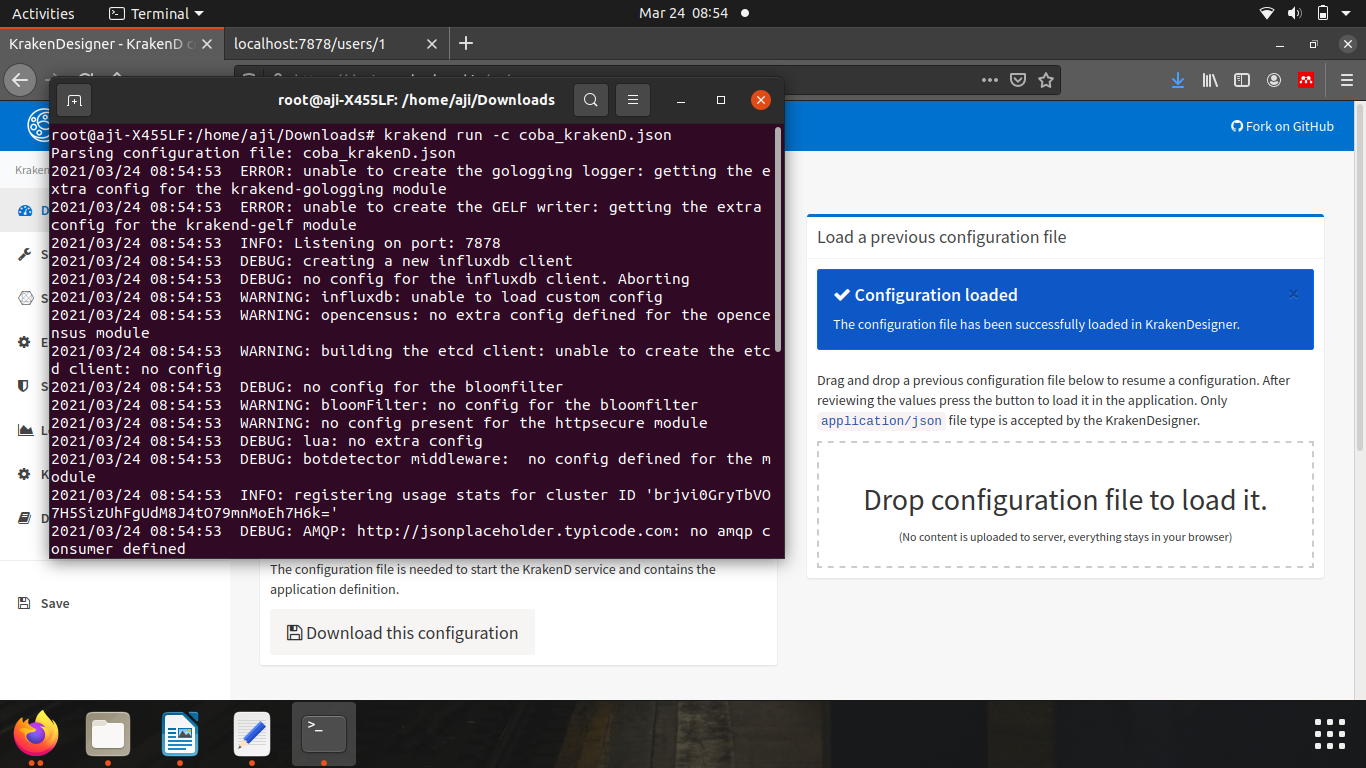 Activities
Terminal
Mar 24 08:54
KrakenDesigner - KrakenD c
localhost:7878/users/1
root@aji-X455LF: /home/aji/Downloads
root@aji-X455LF:/home/aji/Downloads# krakend run -c coba_krakenD.json
Parsing configuration file: coba_krakenD.json
2021/03/24 08:54:53  ERROR: unable to create the gologging logger: getting the e
xtra config for the krakend-gologging module
2021/03/24 08:54:53  ERROR: unable to create the GELF writer: getting the extra
config for the krakend-gelf module
2021/03/24 08:54:53  INFO: Listening on port: 7878
2021/03/24 08:54:53  DEBUG: creating a new influxdb client
2021/03/24 08:54:53  DEBUG: no config for the influxdb client. Aborting
2021/03/24 08:54:53  WARNING: influxdb: unable to load custom config
2021/03/24 08:54:53  WARNING: opencensus: no extra config defined for the opence
nsus module
2021/03/24 08:54:53  WARNING: building the etcd client: unable to create the etc
d client: no config
2021/03/24 08:54:53  DEBUG: no config for the bloomfilter
2021/03/24 08:54:53  WARNING: bloomFilter: no config for the bloomfilter
2021/03/24 08:54:53  WARNING: no config present for the httpsecure module
2021/03/24 08:54:53  DEBUG: lua: no extra config
2021/03/24 08:54:53  DEBUG: botdetector middleware:  no config defined for the m
odule
2021/03/24 08:54:53  INFO: registering usage stats for cluster ID 'brjvi0GryTbVO
7H5SizUhFgUdM8J4tO79mnMoEh7H6k='
2021/03/24 08:54:53  DEBUG: AMQP: http://jsonplaceholder.typicode.com: no amqp c
onsumer defined
Fork on GitHub
Kraken
D
S
S
E
S
L
K
D
Save
Load a previous configuration file
Configuration loaded
The configuration file has been successfully loaded in KrakenDesigner.
Drag and drop a previous configuration file below to resume a configuration. After
reviewing the values press the button to load it in the application. Only
application/json file type is accepted by the KrakenDesigner.
Drop configuration file to load it.
(No content is uploaded to server, everything stays in your browser)
The configuration file is needed to start the KrakenD service and contains the
application definition.
Download this configuration